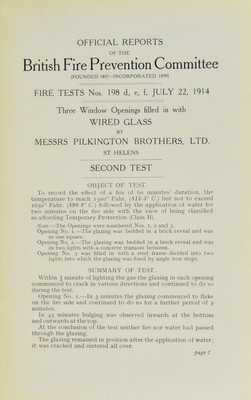 OFFICIAL REPORTS
OF THE
British Fire Prevention Committee
[FOUNDED 1897—INCORPORATED 1899]
FIRE TESTS Nos. 198 d, e, f, JULY 22, 1914
Three Window Openings filled in with
WIRED GLASS
BY
MESSRS PILKINGTON BROTHERS, LTD.
ST HELENS
SECOND TEST
OBJECT OF TEST.
To record the effect of a fire of 60 minutes' duration, the
temperature to reach 1500° Fahr. (815·5° C.) but not to exceed
1650° Fahr. (898·8° C.) followed by the application of water for
two minutes on the fire side with the view of being classified
as affording Temporary Protection (Class B).
Note.—The Openings were numbered Nos. 1, 2 and 3.
Opening No. 1.—The glazing was bedded in a brick reveal and was
in one square.
Opening No. 2.—The glazing was bedded in a brick reveal and was
in two lights with a concrete transom between.
Opening No. 3 was filled in with a steel frame divided into two
lights into which the glazing was fixed by angle iron stops.
SUMMARY OF TEST.
Within ½ minute of lighting the gas the glazing in each opening
commenced to crack in various directions and continued to do so
during the test.
Opening No. 1.—In 5 minutes the glazing commenced to flake
on the fire side and continued to do so for a further period of 5
minutes.
In 43 minutes bulging was observed inwards at the bottom
and outwards at the top.
At the conclusion of the test neither fire nor water had passed
through the glazing.
The glazing remained in position after the application of water;
it was cracked and sintered all over.
page 7